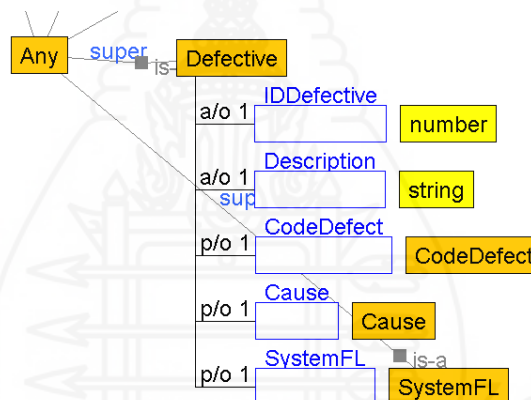 Any
super
is-
Defective
IDDefective
a/o 1
number
Description
a/o 1
string
sup
CodeDefect
p/o 1
CodeDefect
Cause
p/o 1
Cause
is-a
SystemFL
p/o 1
SystemFL